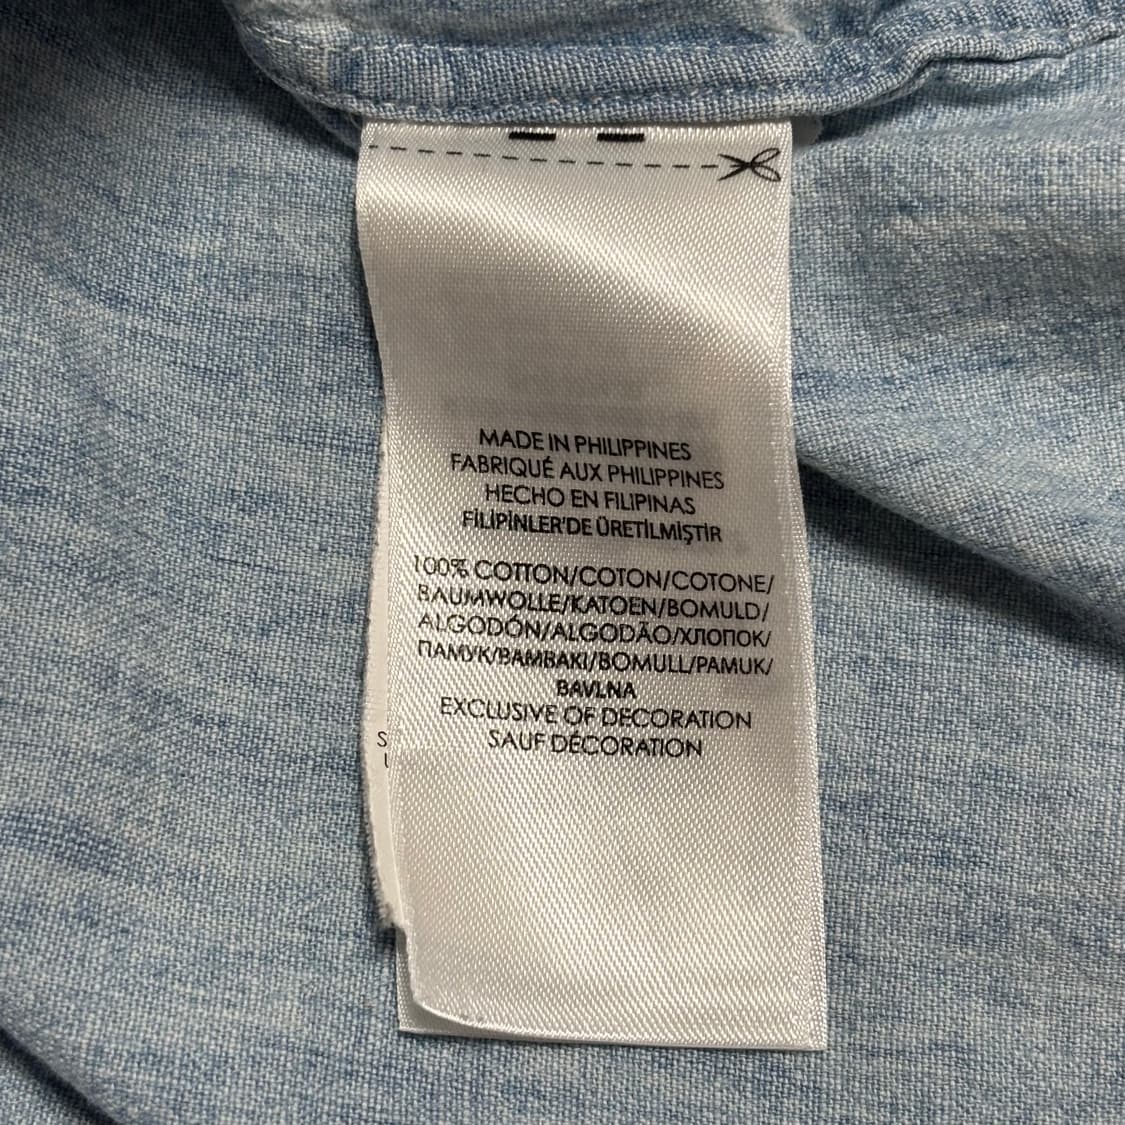 MADE IN PHILIPPINES
FABRIQUÉ AUX PHILIPPINES
HECHO EN FILIPINAS
FİLİPİNLER'DE ÜRETİLMİŞTİR
100% COTTON/COTON/COTONE/
BAUMWOLLE/KATOEN/BOMULD/
ALGODÓN/ALGODÃO/ХЛОПОК/
ПАМУК/BAMBAKI/BOMULL/PAMUK/
BAVLNA
EXCLUSIVE OF DECORATION
SAUF DÉCORATION